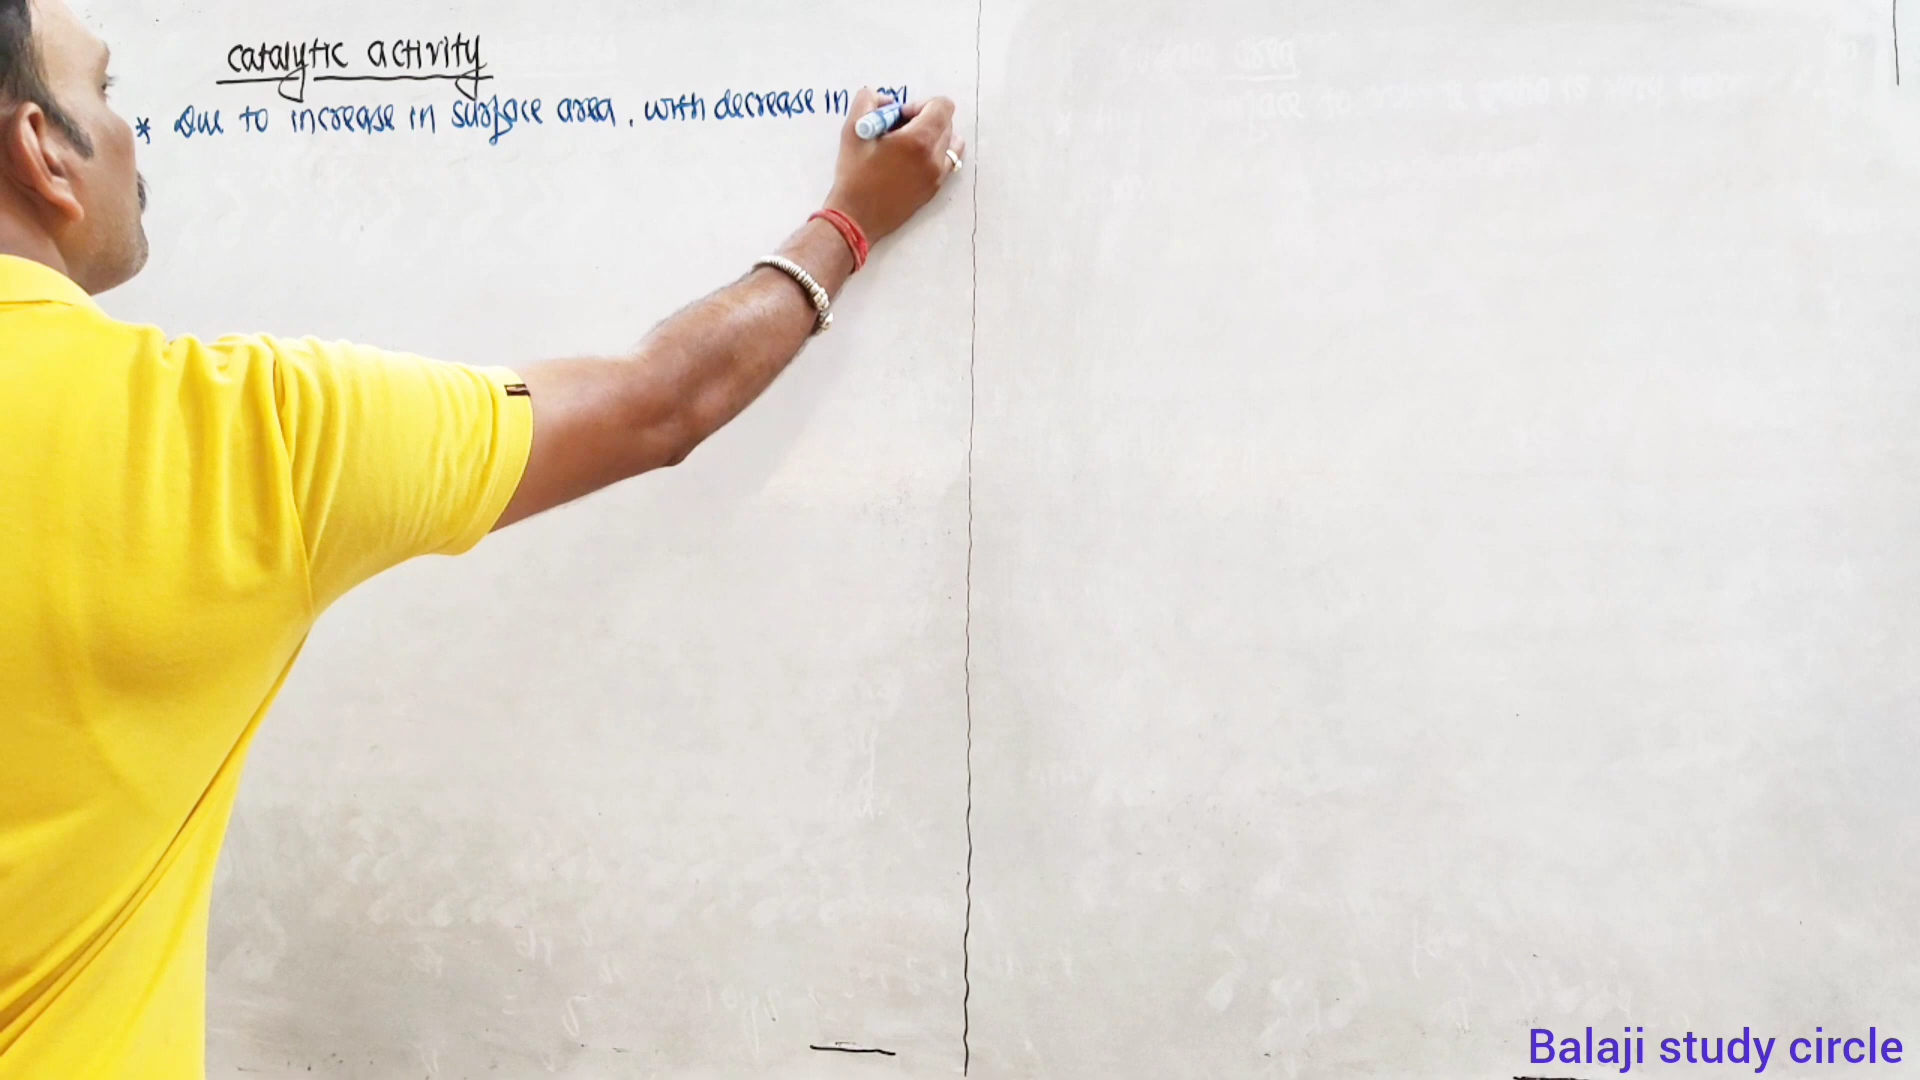 catalytic activity
* Due to increase in surface area, with decrease in
Balaji study circle